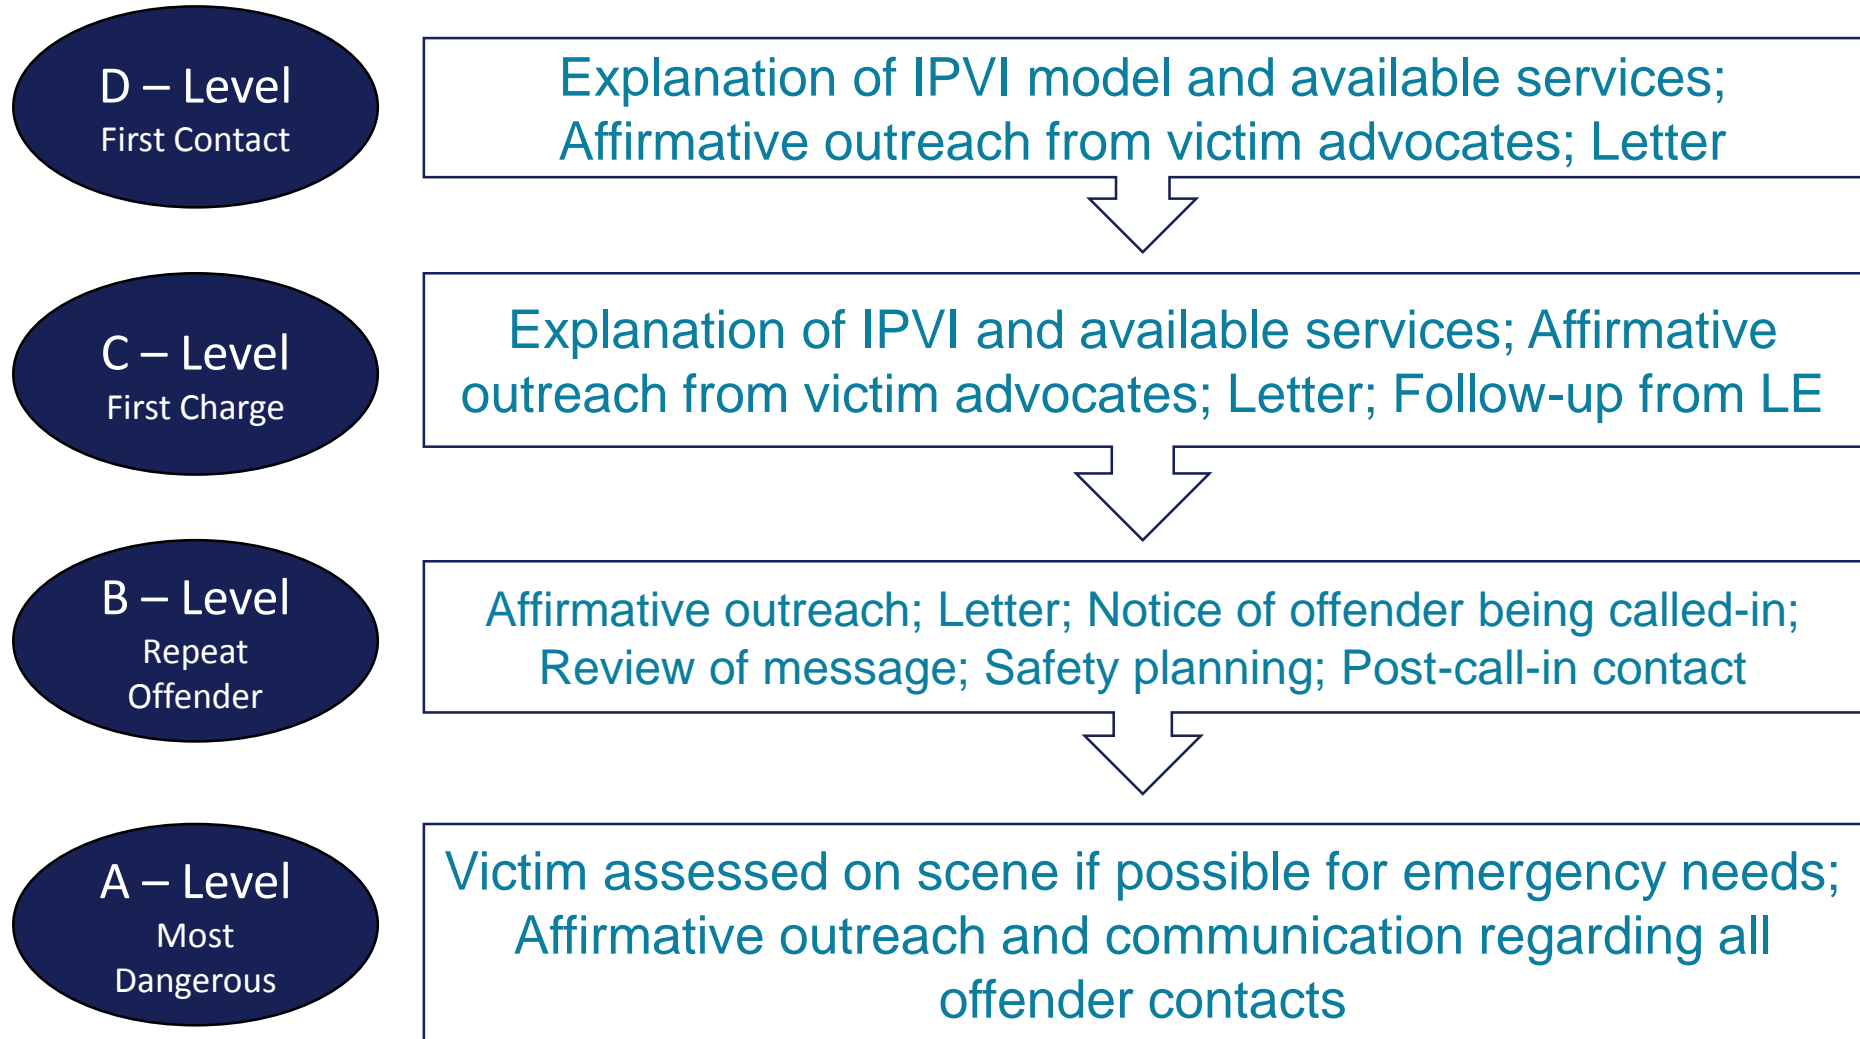 D – Level
First Contact
Explanation of IPVI model and available services;
Affirmative outreach from victim advocates; Letter
C – Level
First Charge
Explanation of IPVI and available services; Affirmative
outreach from victim advocates; Letter; Follow-up from LE
B – Level
Repeat
Offender
Affirmative outreach; Letter; Notice of offender being called-in;
Review of message; Safety planning; Post-call-in contact
A – Level
Most
Dangerous
Victim assessed on scene if possible for emergency needs;
Affirmative outreach and communication regarding all
offender contacts